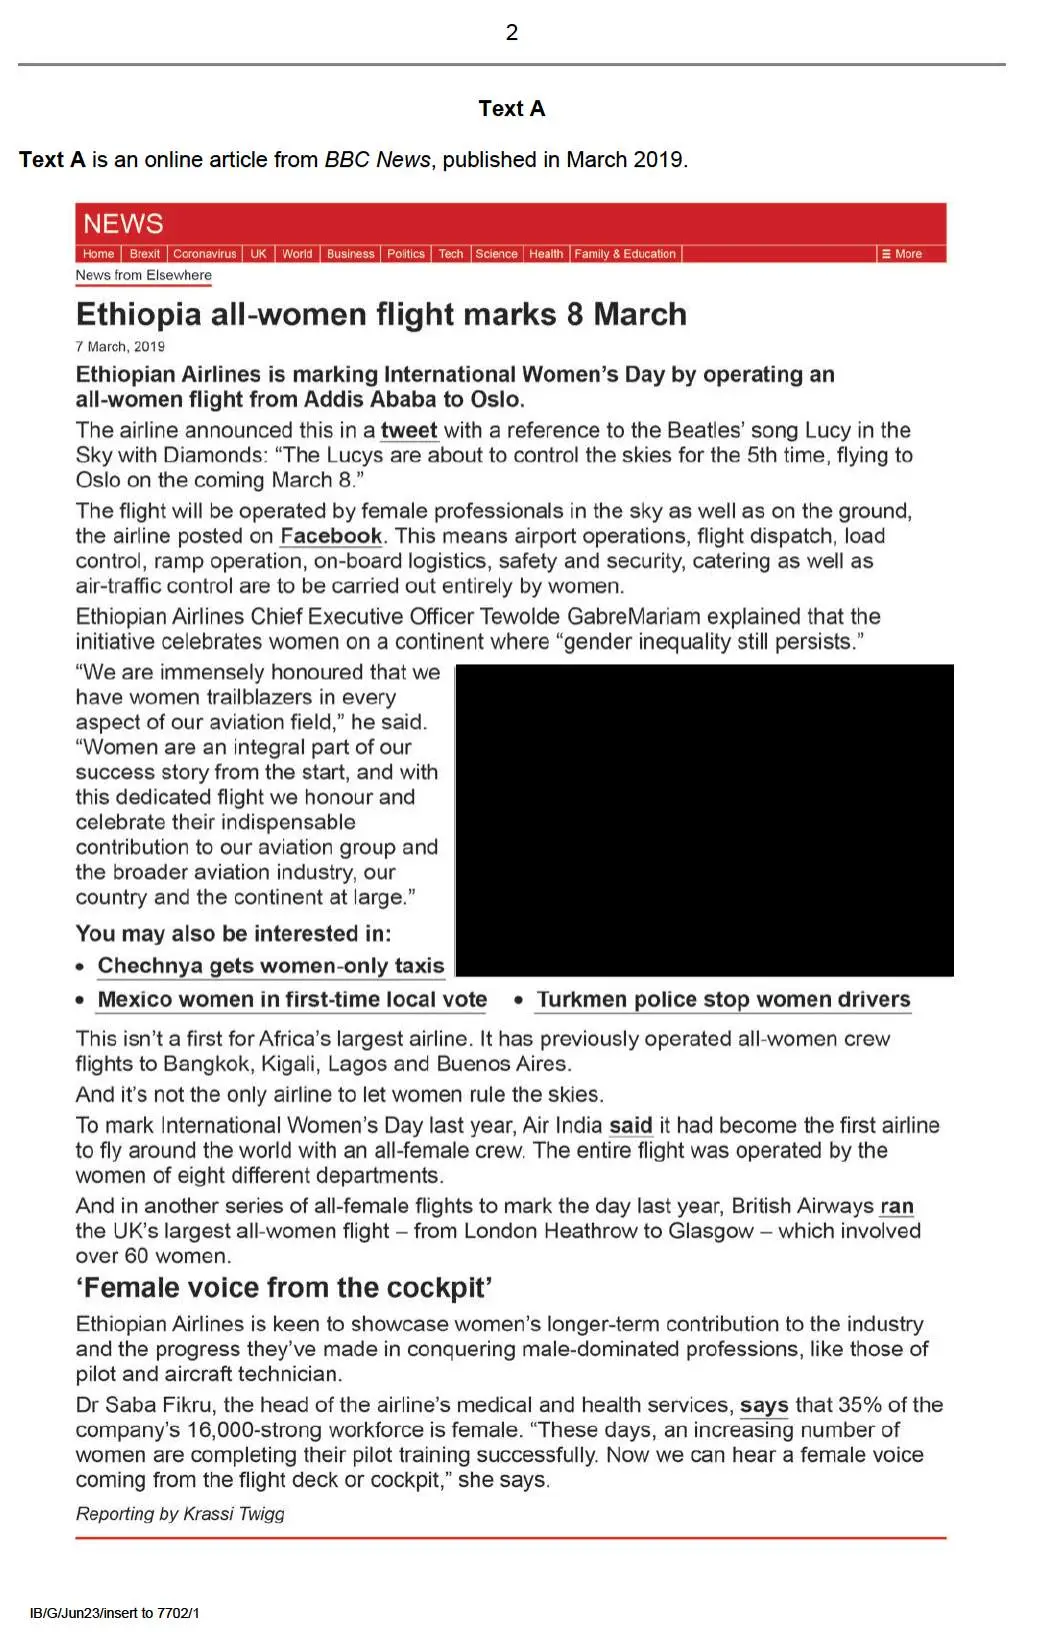 2
Text A
Text A is an online article from BBC News, published in March 2019.
NEWS
Home Brexit Coronavirus UK World Business Politics Tech Science Health Family & Education ☰ More
News from Elsewhere
Ethiopia all-women flight marks 8 March
7 March, 2019
Ethiopian Airlines is marking International Women’s Day by operating an
all-women flight from Addis Ababa to Oslo.
The airline announced this in a tweet with a reference to the Beatles’ song Lucy in the
Sky with Diamonds: “The Lucys are about to control the skies for the 5th time, flying to
Oslo on the coming March 8.”
The flight will be operated by female professionals in the sky as well as on the ground,
the airline posted on Facebook. This means airport operations, flight dispatch, load
control, ramp operation, on-board logistics, safety and security, catering as well as
air-traffic control are to be carried out entirely by women.
Ethiopian Airlines Chief Executive Officer Tewolde GabreMariam explained that the
initiative celebrates women on a continent where “gender inequality still persists.”
“We are immensely honoured that we
have women trailblazers in every
aspect of our aviation field,” he said.
“Women are an integral part of our
success story from the start, and with
this dedicated flight we honour and
celebrate their indispensable
contribution to our aviation group and
the broader aviation industry, our
country and the continent at large.”
You may also be interested in:
• Chechnya gets women-only taxis
• Mexico women in first-time local vote • Turkmen police stop women drivers
This isn’t a first for Africa’s largest airline. It has previously operated all-women crew
flights to Bangkok, Kigali, Lagos and Buenos Aires.
And it’s not the only airline to let women rule the skies.
To mark International Women’s Day last year, Air India said it had become the first airline
to fly around the world with an all-female crew. The entire flight was operated by the
women of eight different departments.
And in another series of all-female flights to mark the day last year, British Airways ran
the UK’s largest all-women flight – from London Heathrow to Glasgow – which involved
over 60 women.
‘Female voice from the cockpit’
Ethiopian Airlines is keen to showcase women’s longer-term contribution to the industry
and the progress they’ve made in conquering male-dominated professions, like those of
pilot and aircraft technician.
Dr Saba Fikru, the head of the airline’s medical and health services, says that 35% of the
company’s 16,000-strong workforce is female. “These days, an increasing number of
women are completing their pilot training successfully. Now we can hear a female voice
coming from the flight deck or cockpit,” she says.
Reporting by Krassi Twigg
IB/G/Jun23/insert to 7702/1